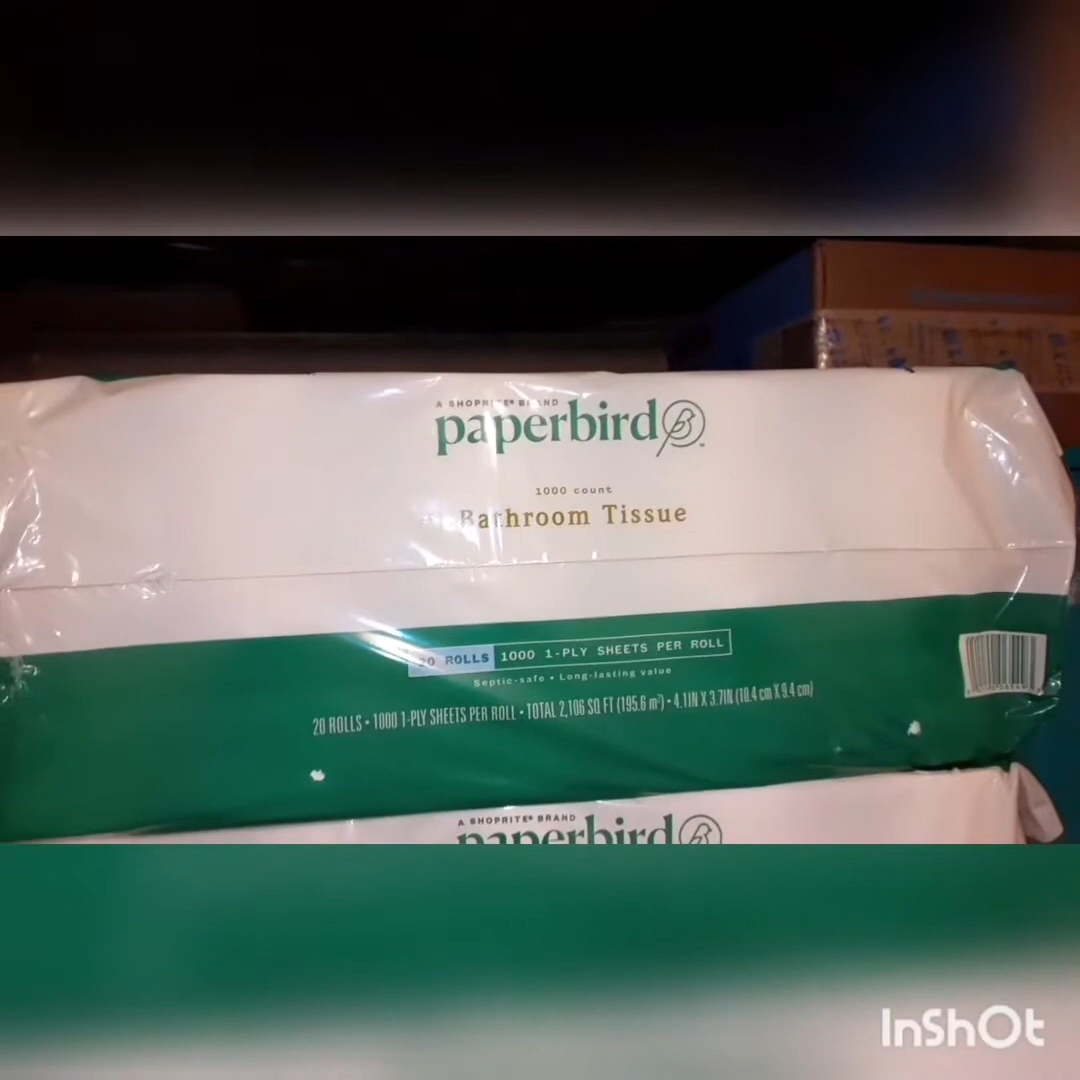 A SHOPRITE® BRAND
paperbird
1000 count
Bathroom Tissue
20 ROLLS 1000 1-PLY SHEETS PER ROLL
Septic-safe • Long-lasting value
20 ROLLS • 1000 1-PLY SHEETS PER ROLL • TOTAL 2,106 SQ FT (195.6 m²) • 4.1IN X 3.7IN (10.4 cm X 9.4 cm)
A SHOPRITE® BRAND
paperbird
InShOt